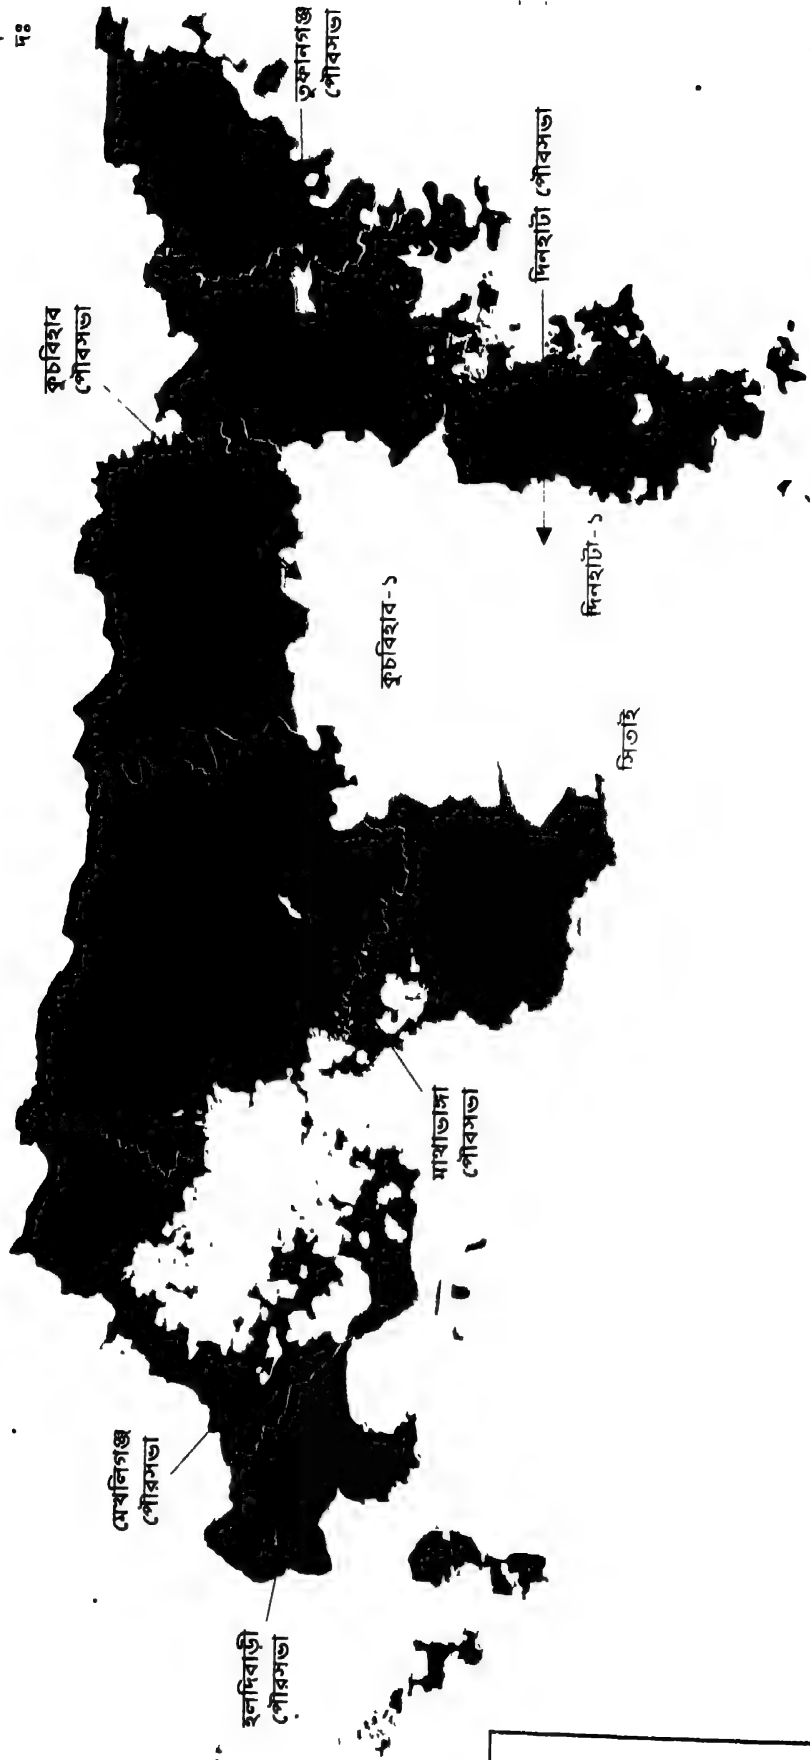 দঃ
তুফানগঞ্জ
পৌরসভা
কুচবিহার
পৌরসভা
দিনহাটা পৌরসভা
দিনহাটা-১
কুচবিহার-১
সিতাই
মাথাভাঙ্গা
পৌরসভা
মেখলিগঞ্জ
পৌরসভা
হলদিবাড়ী
পৌরসভা